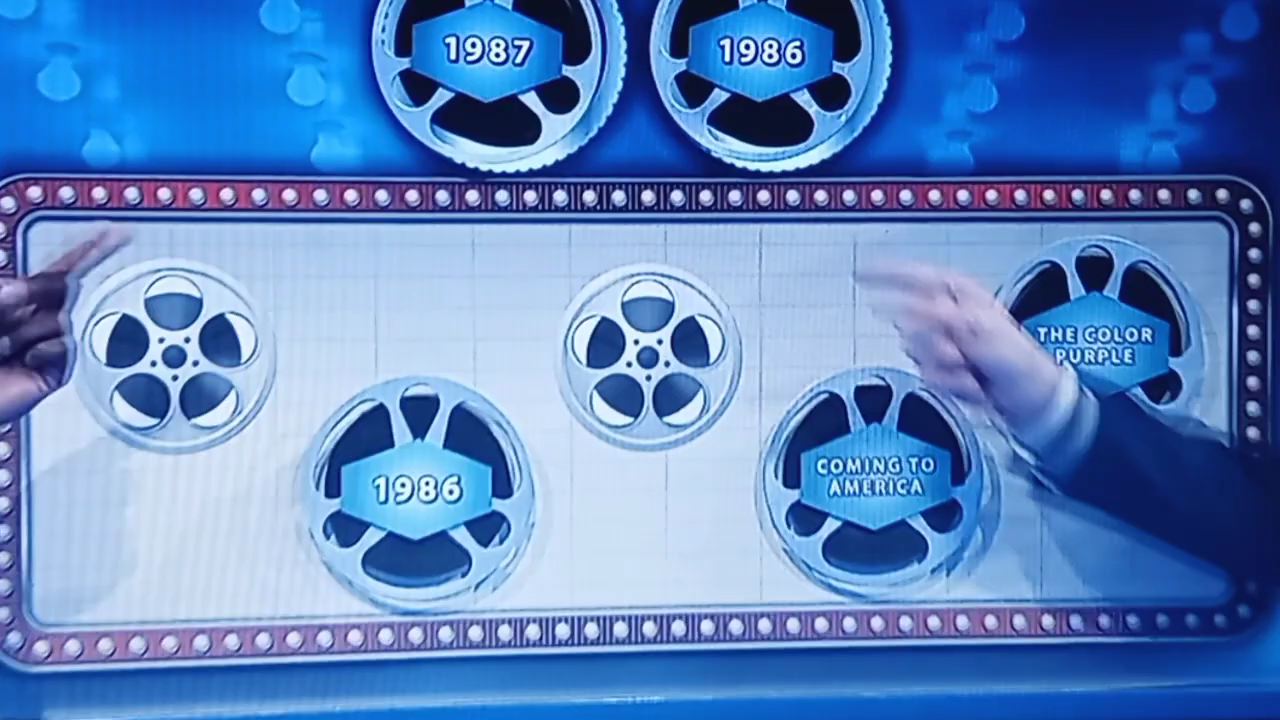 1987
1986
THE COLOR
PURPLE
1986
COMING TO
AMERICA